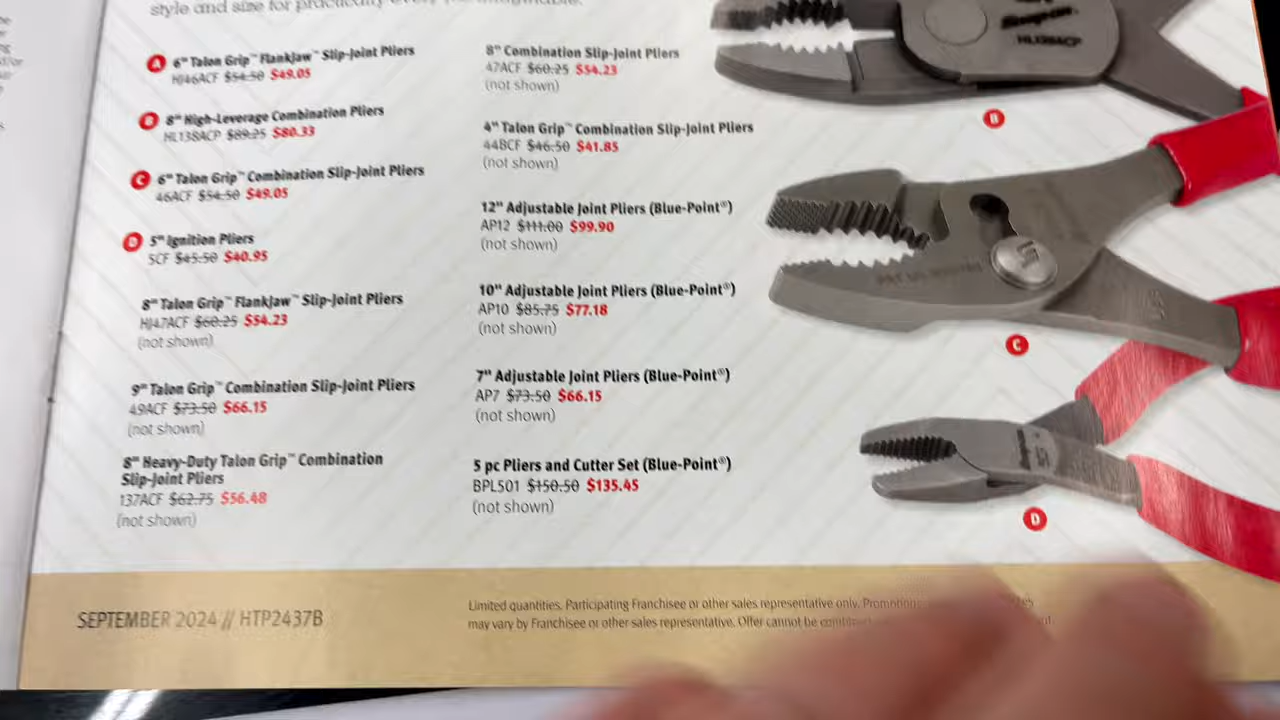 style and size for practically
A 6" Talon Grip™ FlankJaw™ Slip-Joint Pliers
HJ46ACF $54.50 $49.05
B 8" High-Leverage Combination Pliers
HL138ACP $89.25 $80.33
C 6" Talon Grip™ Combination Slip-Joint Pliers
46ACF $54.50 $49.05
D 5" Ignition Pliers
5CF $45.50 $40.95
8" Talon Grip™ FlankJaw™ Slip-Joint Pliers
HJ47ACF $60.25 $54.23
(not shown)
9" Talon Grip™ Combination Slip-Joint Pliers
49ACF $73.50 $66.15
(not shown)
8" Heavy-Duty Talon Grip™ Combination
Slip-Joint Pliers
137ACF $62.75 $56.48
(not shown)
8" Combination Slip-Joint Pliers
47ACF $60.25 $54.23
(not shown)
4" Talon Grip™ Combination Slip-Joint Pliers
44BCF $46.50 $41.85
(not shown)
12" Adjustable Joint Pliers (Blue-Point®)
AP12 $111.00 $99.90
(not shown)
10" Adjustable Joint Pliers (Blue-Point®)
AP10 $85.75 $77.18
(not shown)
7" Adjustable Joint Pliers (Blue-Point®)
AP7 $73.50 $66.15
(not shown)
5 pc Pliers and Cutter Set (Blue-Point®)
BPL501 $150.50 $135.45
(not shown)
Snap-on
HL138ACP
B
C
D
SEPTEMBER 2024 // HTP2437B
Limited quantities. Participating Franchisee or other sales representative only.
may vary by Franchisee or other sales representative. Offer cannot be